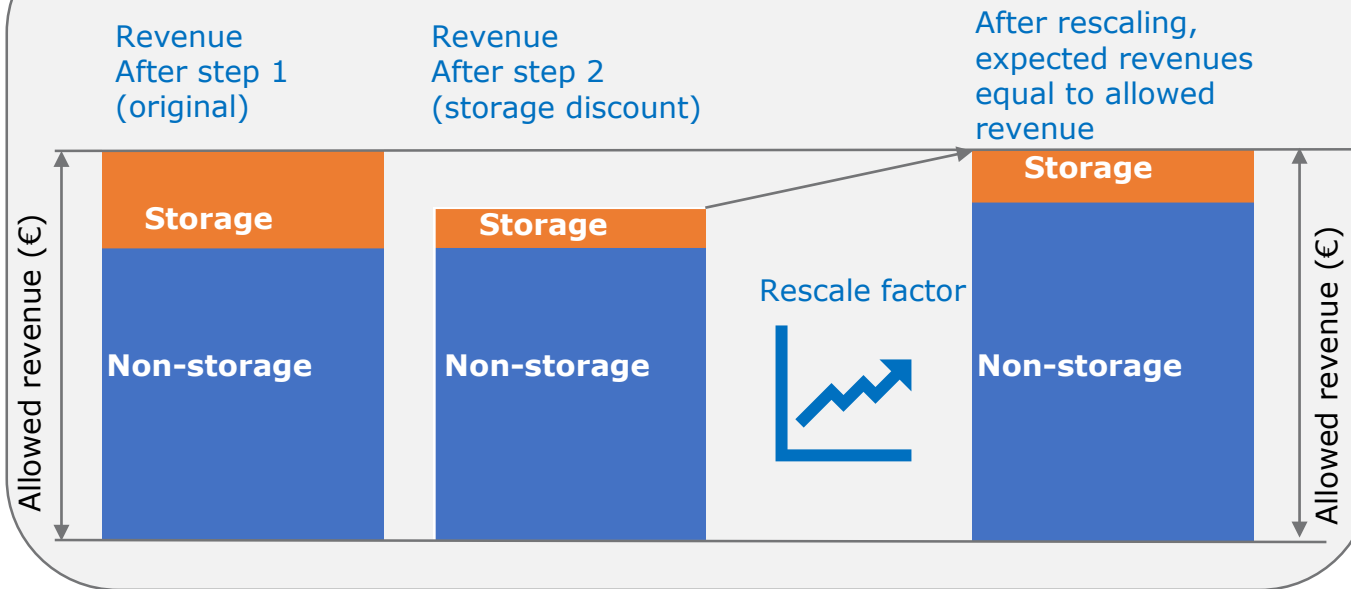 Revenue
After step 1
(original)
Revenue
After step 2
(storage discount)
After rescaling,
expected revenues
equal to allowed
revenue
Allowed revenue (€)
Storage
Non-storage
Storage
Non-storage
Rescale factor
Storage
Non-storage
Allowed revenue (€)